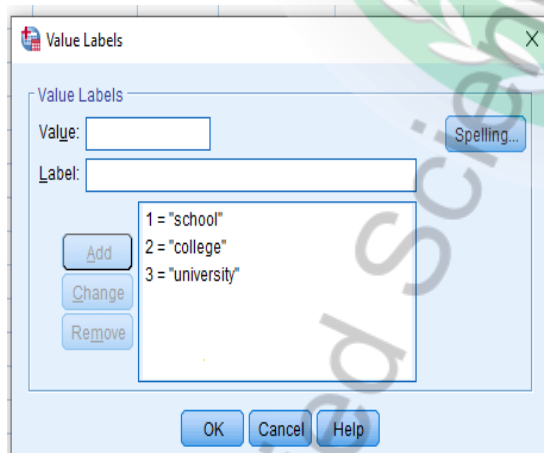 Value Labels
Value Labels
Value:
Spelling...
Label:
1 = "school"
2 = "college"
3 = "university"
Add
Change
Remove
OK Cancel Help